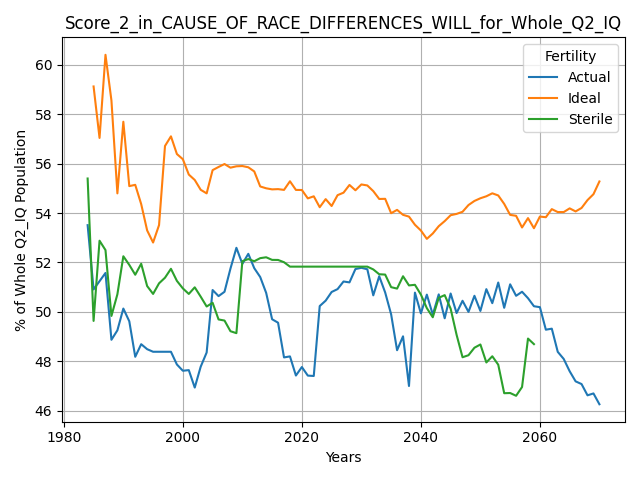 Score_2_in_CAUSE_OF_RACE_DIFFERENCES_WILL_for_Whole_Q2_IQ
% of Whole Q2_IQ Population
60
58
56
54
52
50
48
46
Fertility
Actual
Ideal
Sterile
1980
2000
2020
2040
2060
Years